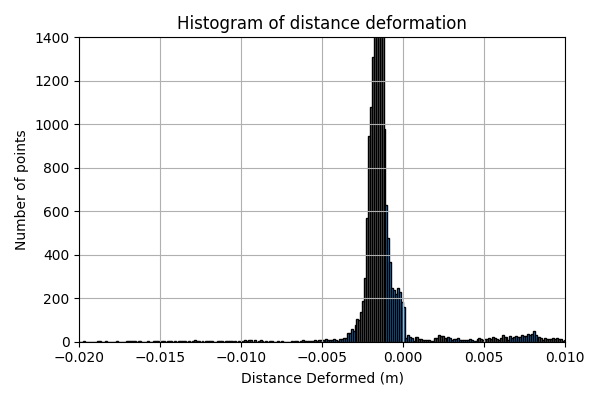 Histogram of distance deformation
1400
1200
1000
800
600
400
200
0
Number of points
−0.020 −0.015 −0.010 −0.005 0.000 0.005 0.010
Distance Deformed (m)